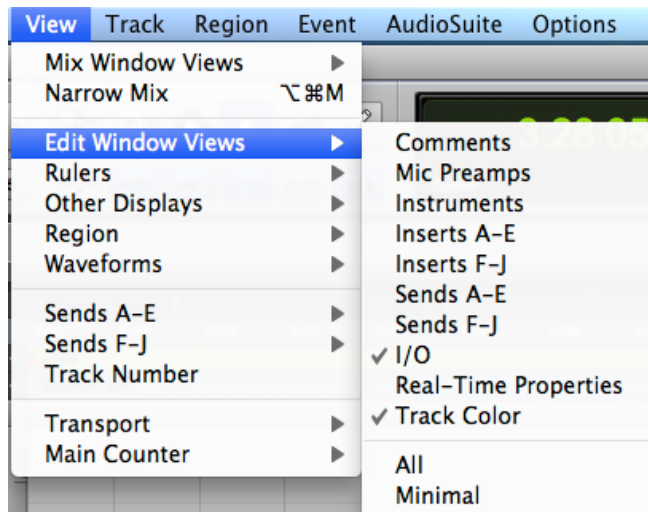 View Track Region Event AudioSuite Options
Mix Window Views
Narrow Mix ⌥⌘M
Edit Window Views
Rulers
Other Displays
Region
Waveforms
Sends A-E
Sends F-J
Track Number
Transport
Main Counter
Comments
Mic Preamps
Instruments
Inserts A-E
Inserts F-J
Sends A-E
Sends F-J
✓ I/O
Real-Time Properties
✓ Track Color
All
Minimal